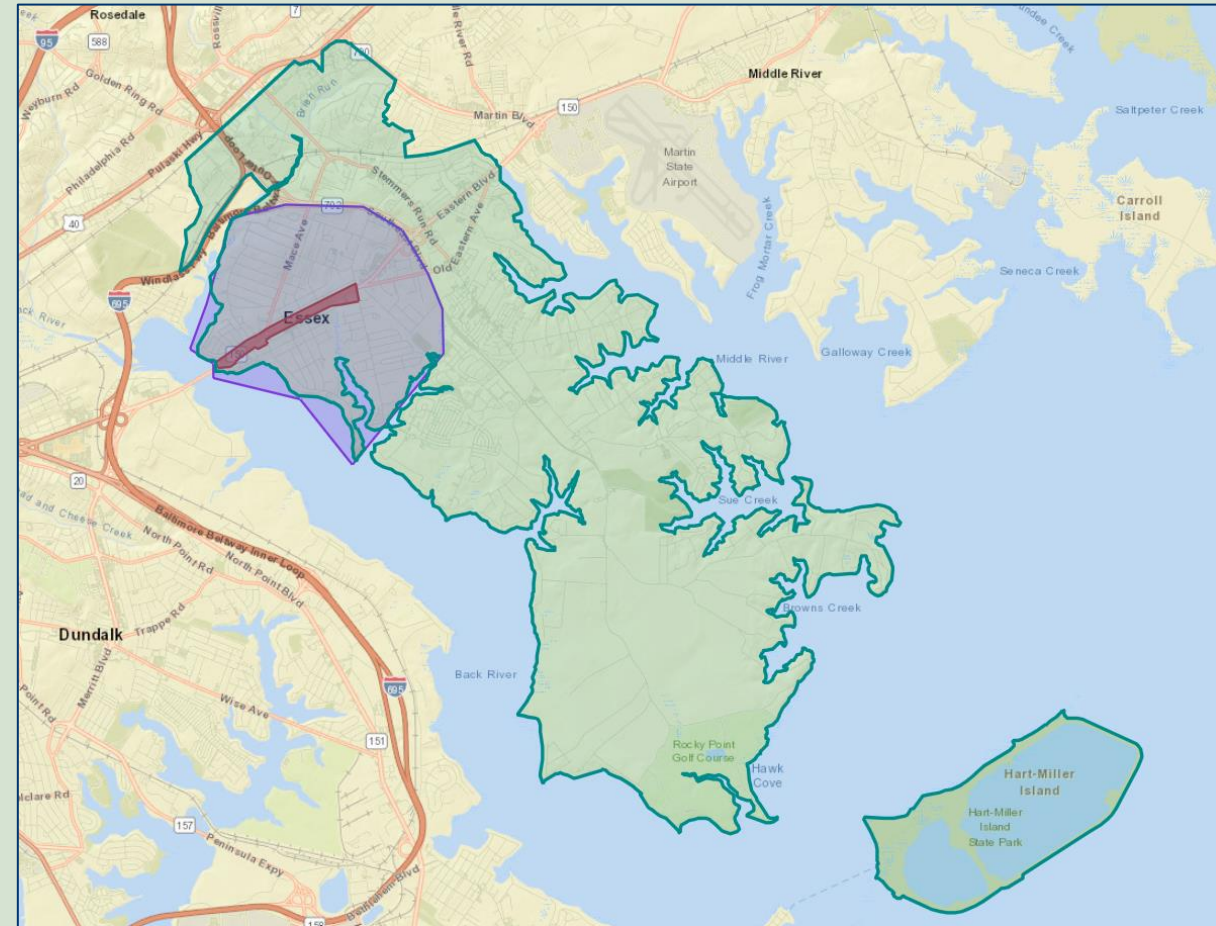 Rosedale
7
95
588
Golden Ring Rd
Weyburn Rd
Philadelphia Rd
Pulaski Hwy
Brien Run
Martin Blvd
150
Middle River
Martin
State
Airport
Saltpeter Creek
Carroll
Island
Seneca Creek
Frog Mortar Creek
Galloway Creek
Middle River
Stemmers Run Rd
Eastern Blvd
Old Eastern Ave
702
Mace Ave
40
695
Essex
20
Baltimore Beltway Inner Loop
North Point Rd
North Point Blvd
Trappe Rd
Dundalk
Merritt Blvd
Wise Ave
151
695
Back River
Sue Creek
Browns Creek
Rocky Point
Golf Course
Hawk
Cove
Hart-Miller
Island
Hart-Miller
Island
State Park
157
Peninsula Expy
158